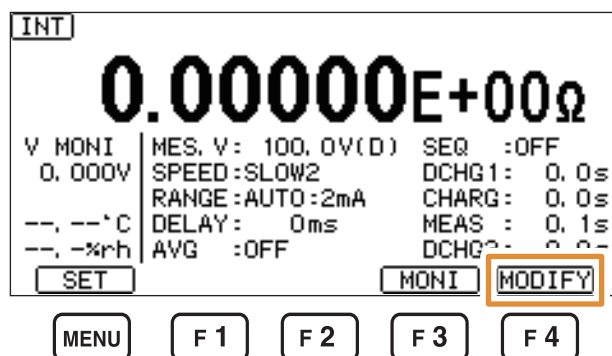 INT
0.00000E+00Ω
V MONI MES. V: 100.0V(D) SEQ :OFF
0.000V SPEED:SLOW2 DCHG1: 0.0s
RANGE:AUTO:2mA CHARG: 0.0s
--.--°C DELAY: 0ms MEAS : 0.1s
--.-%rh AVG :OFF
SET MONI MODIFY
MENU F1 F2 F3 F4